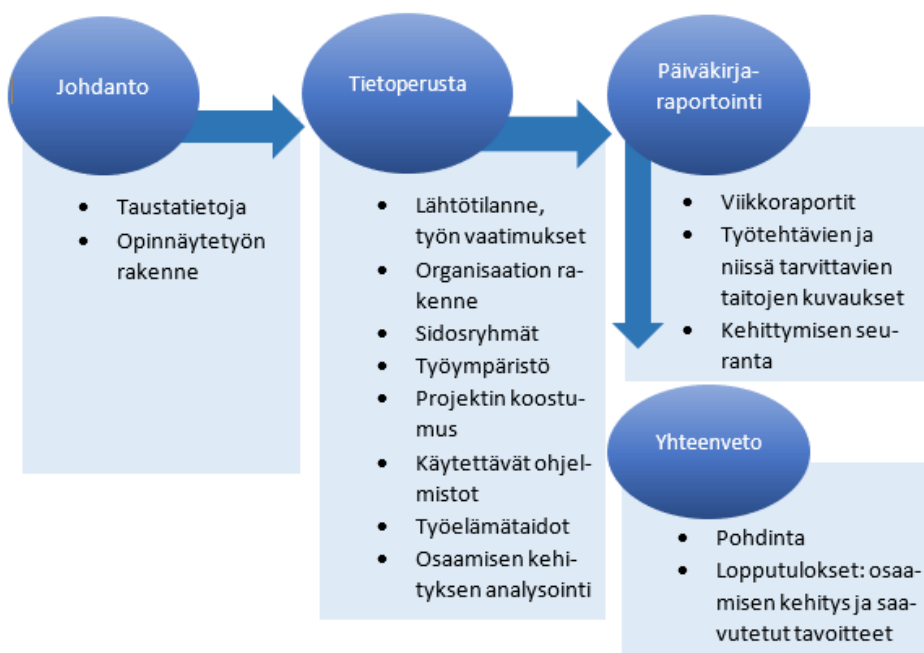 Johdanto
• Taustatietoja
• Opinnäytetyön
rakenne
Tietoperusta
• Lähtötilanne,
työn vaatimukset
• Organisaation ra-
kenne
• Sidosryhmät
• Työympäristö
• Projektin koostu-
mus
• Käytettävät ohjel-
mistot
• Työelämätaidot
• Osaamisen kehi-
tyksen analysointi
Päiväkirja-
raportointi
• Viikkoraportit
• Työtehtävien ja
niissä tarvittavien
taitojen kuvaukset
• Kehittymisen seu-
ranta
Yhteenveto
• Pohdinta
• Lopputulokset: osaa-
misen kehitys ja saa-
vutetut tavoitteet